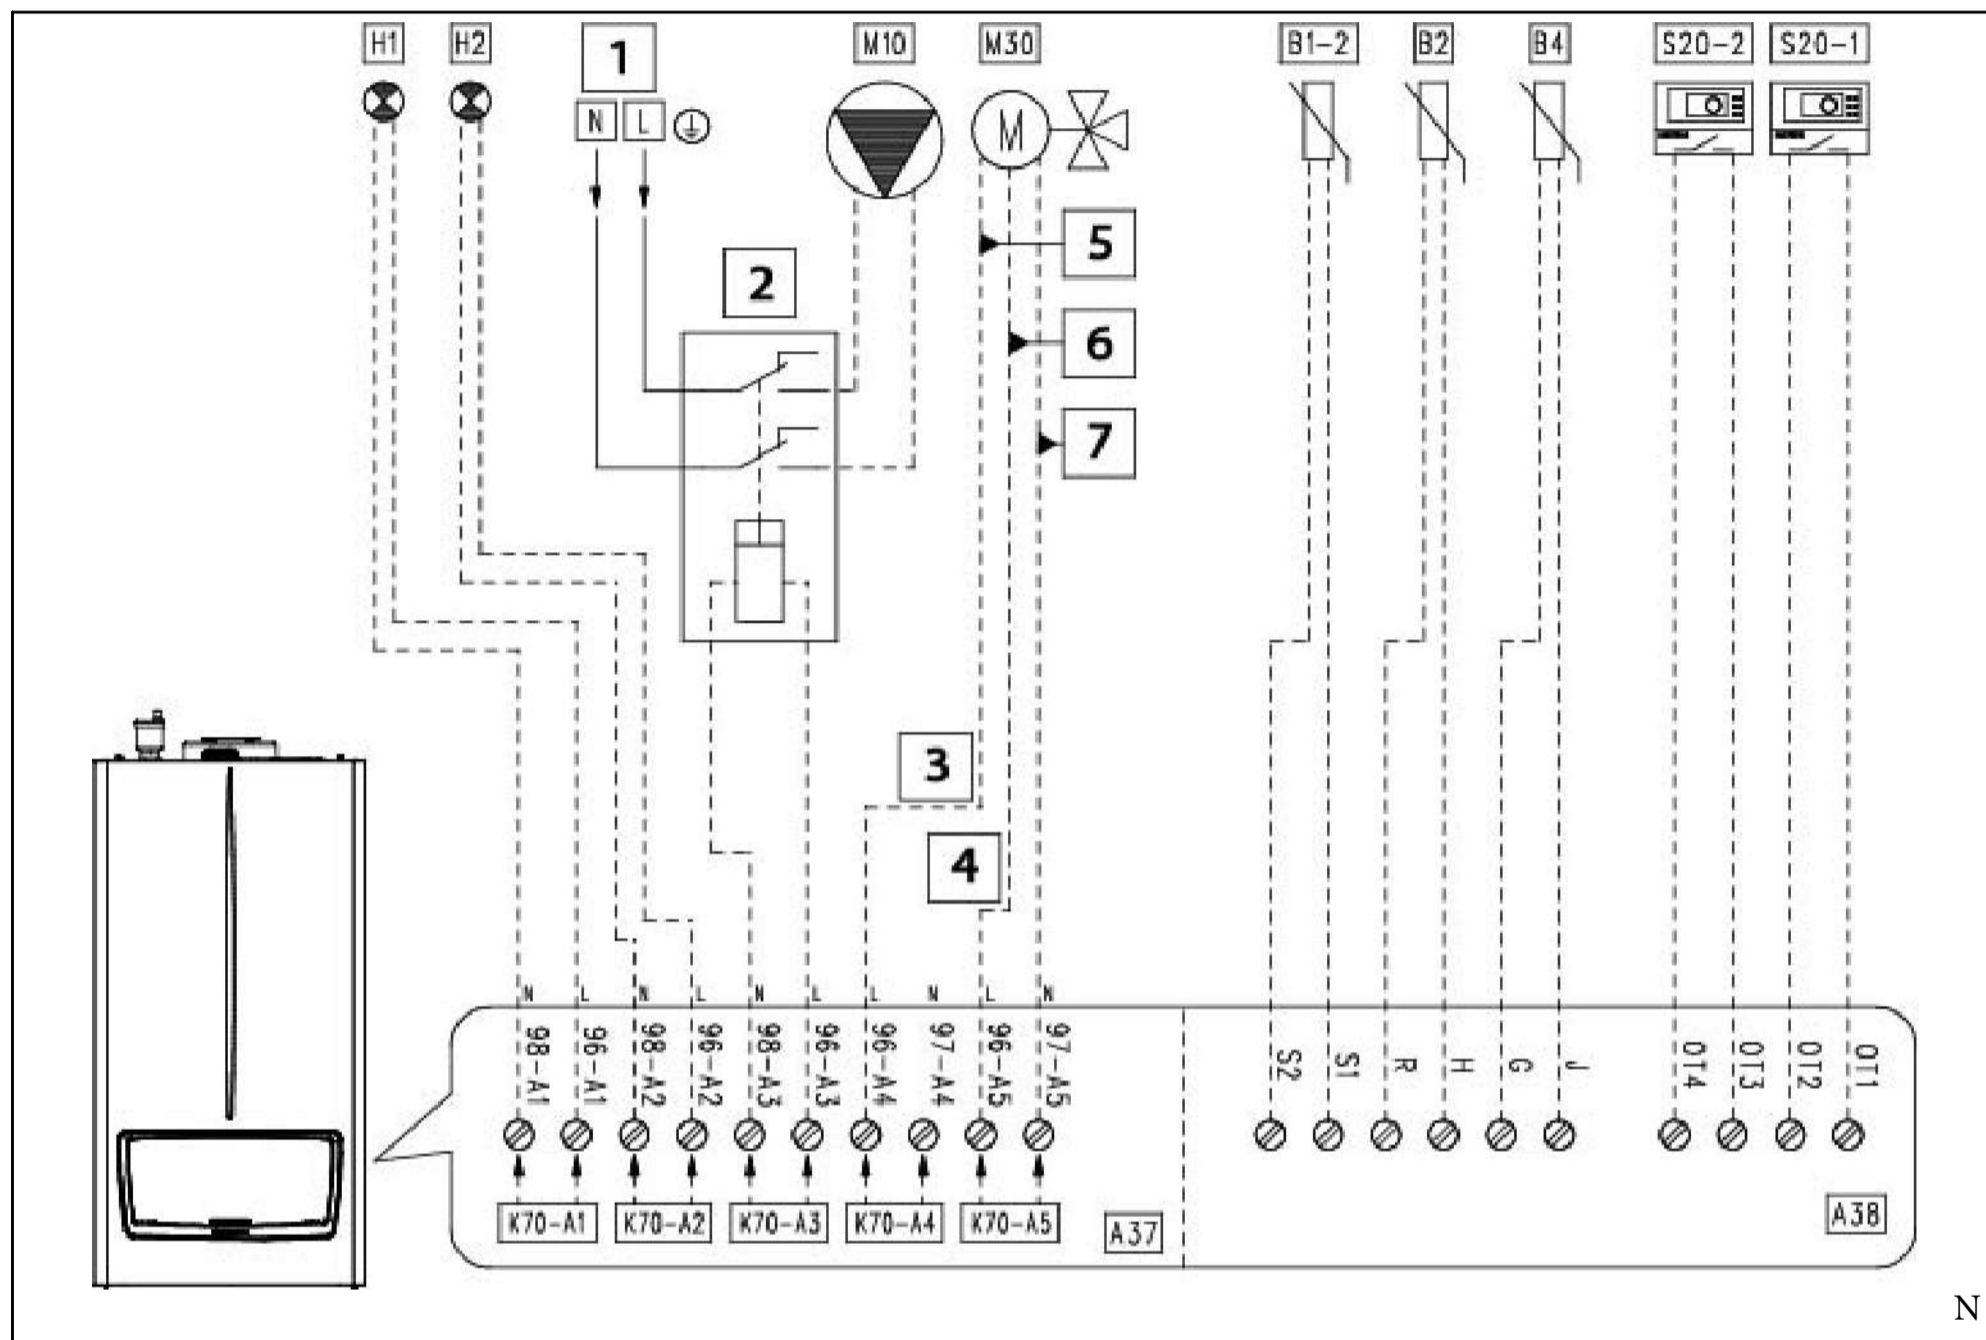 H1 H2 1 M10 M30 B1-2 B2 B4 S20-2 S20-1
N L
M
5
2
6
7
3
4
N L N L N L L N L N
98-A1 96-A1 98-A2 96-A2 98-A3 96-A3 96-A4 97-A4 96-A5 97-A5 S2 S1 R H G J OT4 OT3 OT2 OT1
K70-A1 K70-A2 K70-A3 K70-A4 K70-A5 A37 A38
N